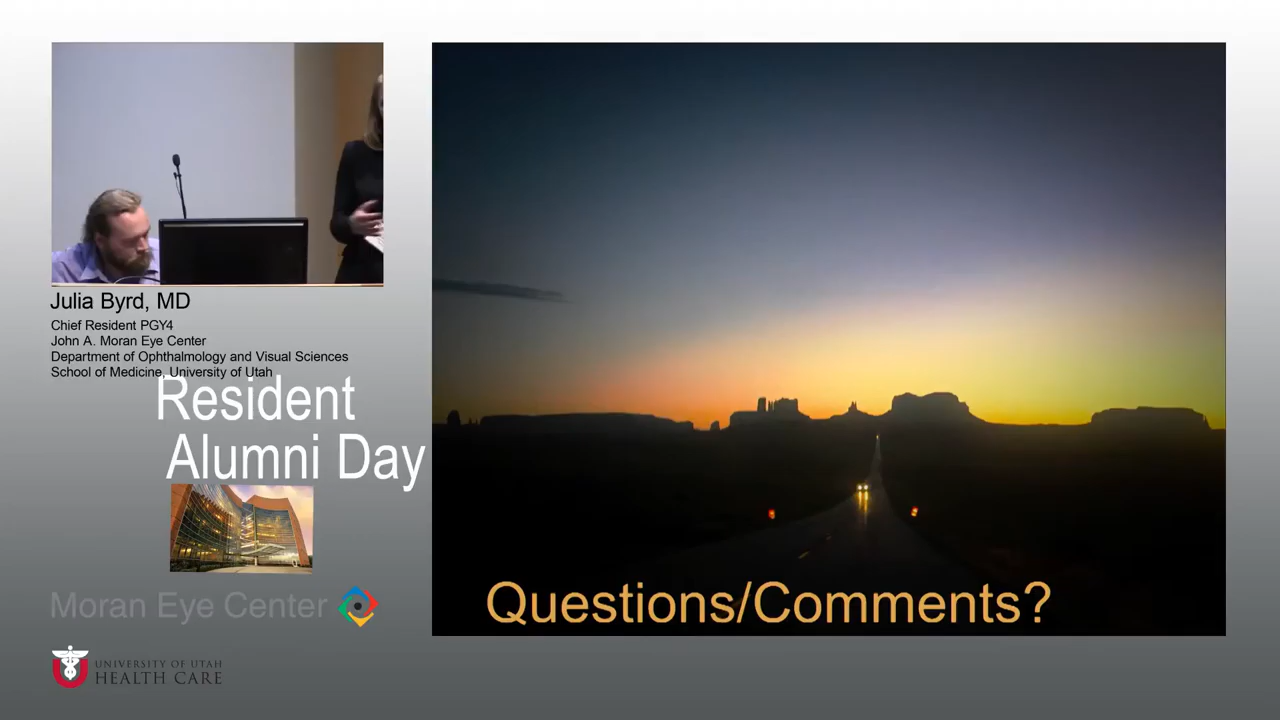 Julia Byrd, MD
Chief Resident PGY4
John A. Moran Eye Center
Department of Ophthalmology and Visual Sciences
School of Medicine, University of Utah
Resident
Alumni Day
Moran Eye Center
UNIVERSITY OF UTAH
HEALTH CARE
Questions/Comments?